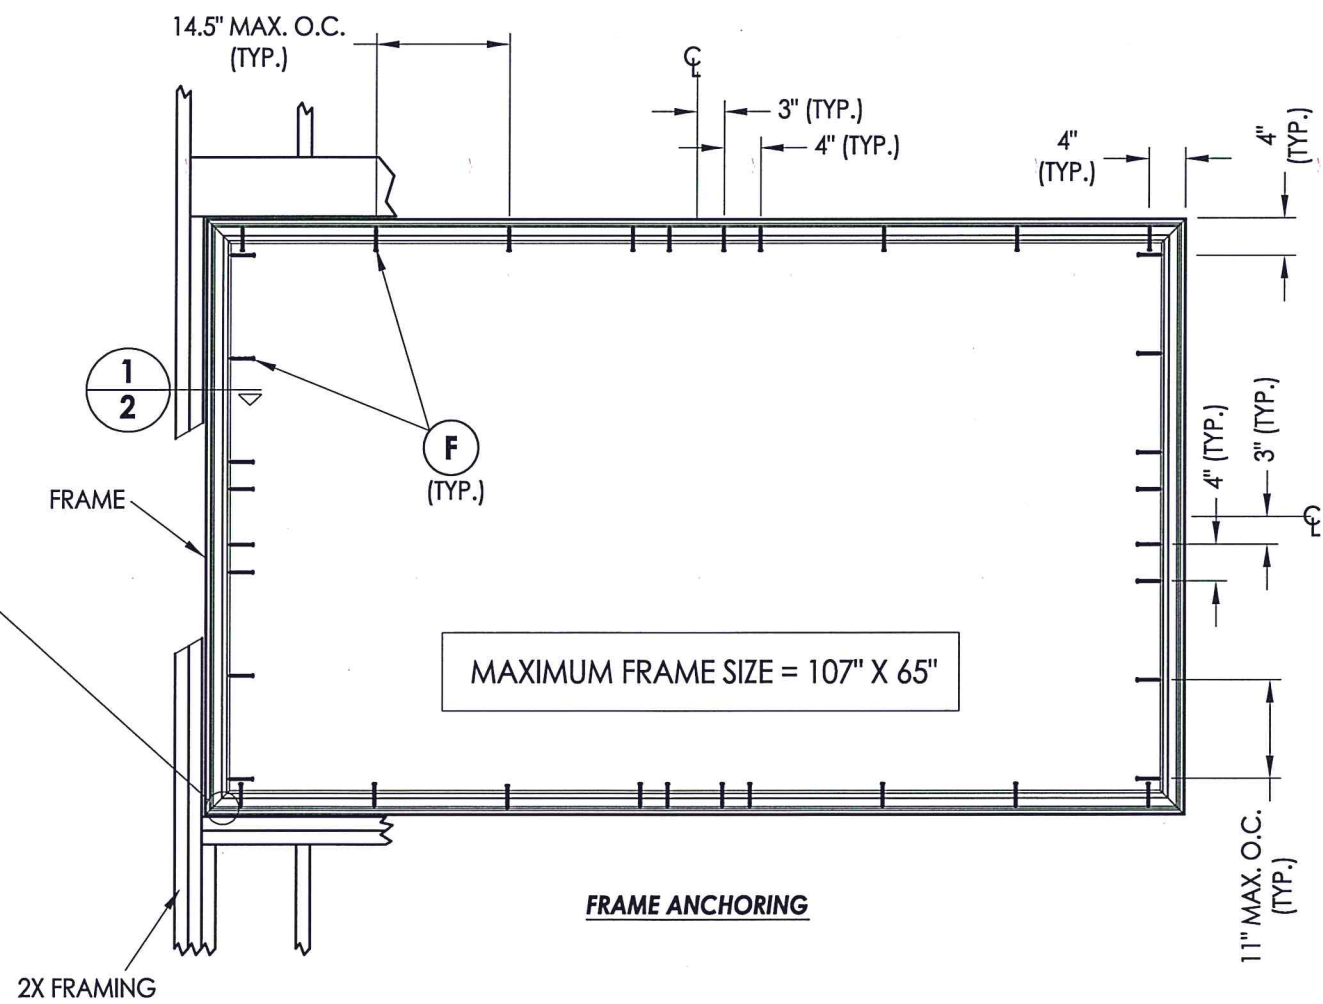 14.5" MAX. O.C.
(TYP.)
℄
3" (TYP.)
4" (TYP.)
4"
(TYP.)
4"
(TYP.)
1
2
F
(TYP.)
FRAME
4" (TYP.)
3" (TYP.)
℄
MAXIMUM FRAME SIZE = 107" X 65"
11" MAX. O.C.
(TYP.)
FRAME ANCHORING
2X FRAMING